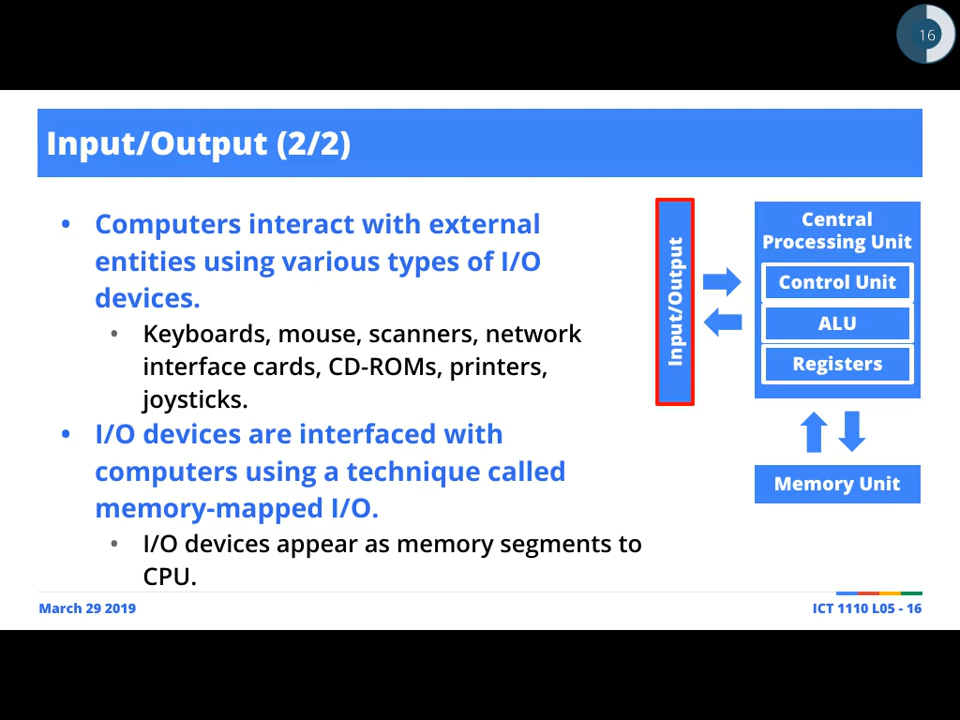 16
Input/Output (2/2)
• Computers interact with external
entities using various types of I/O
devices.
• Keyboards, mouse, scanners, network
interface cards, CD-ROMs, printers,
joysticks.
• I/O devices are interfaced with
computers using a technique called
memory-mapped I/O.
• I/O devices appear as memory segments to
CPU.
Input/Output
Central
Processing Unit
Control Unit
ALU
Registers
Memory Unit
March 29 2019
ICT 1110 L05 - 16